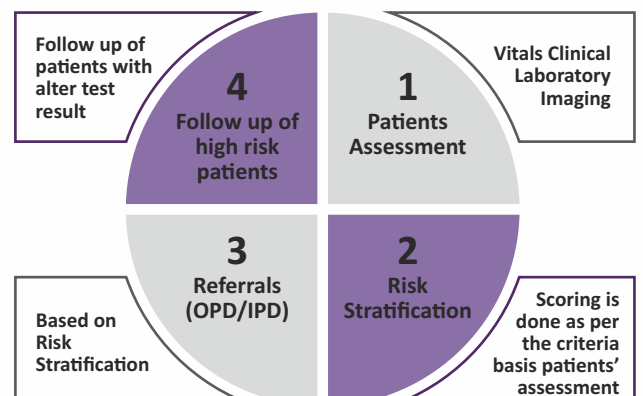 Follow up of
patients with
alter test
result
4
Follow up of
high risk
patients
1
Patients
Assessment
Vitals Clinical
Laboratory
Imaging
3
Referrals
(OPD/IPD)
2
Risk
Stratification
Based on
Risk
Stratification
Scoring is
done as per
the criteria
basis patients'
assessment